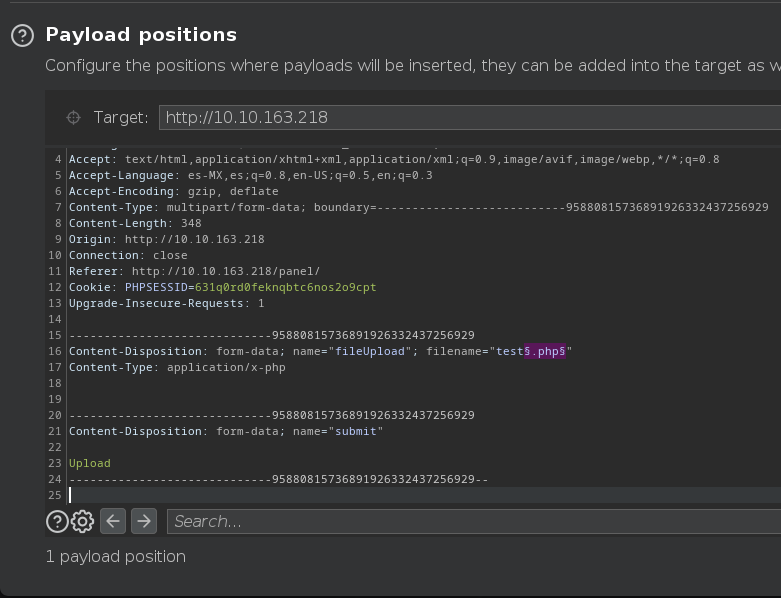 Payload positions
Configure the positions where payloads will be inserted, they can be added into the target as w
Target: http://10.10.163.218
4 Accept: text/html,application/xhtml+xml,application/xml;q=0.9,image/avif,image/webp,*/*;q=0.8
5 Accept-Language: es-MX,es;q=0.8,en-US;q=0.5,en;q=0.3
6 Accept-Encoding: gzip, deflate
7 Content-Type: multipart/form-data; boundary=---------------------------95880815736891926332437256929
8 Content-Length: 348
9 Origin: http://10.10.163.218
10 Connection: close
11 Referer: http://10.10.163.218/panel/
12 Cookie: PHPSESSID=631q0rd0feknqbtc6nos2o9cpt
13 Upgrade-Insecure-Requests: 1
14
15 -----------------------------95880815736891926332437256929
16 Content-Disposition: form-data; name="fileUpload"; filename="test§.php§"
17 Content-Type: application/x-php
18
19
20 -----------------------------95880815736891926332437256929
21 Content-Disposition: form-data; name="submit"
22
23 Upload
24 -----------------------------95880815736891926332437256929--
25
Search...
1 payload position